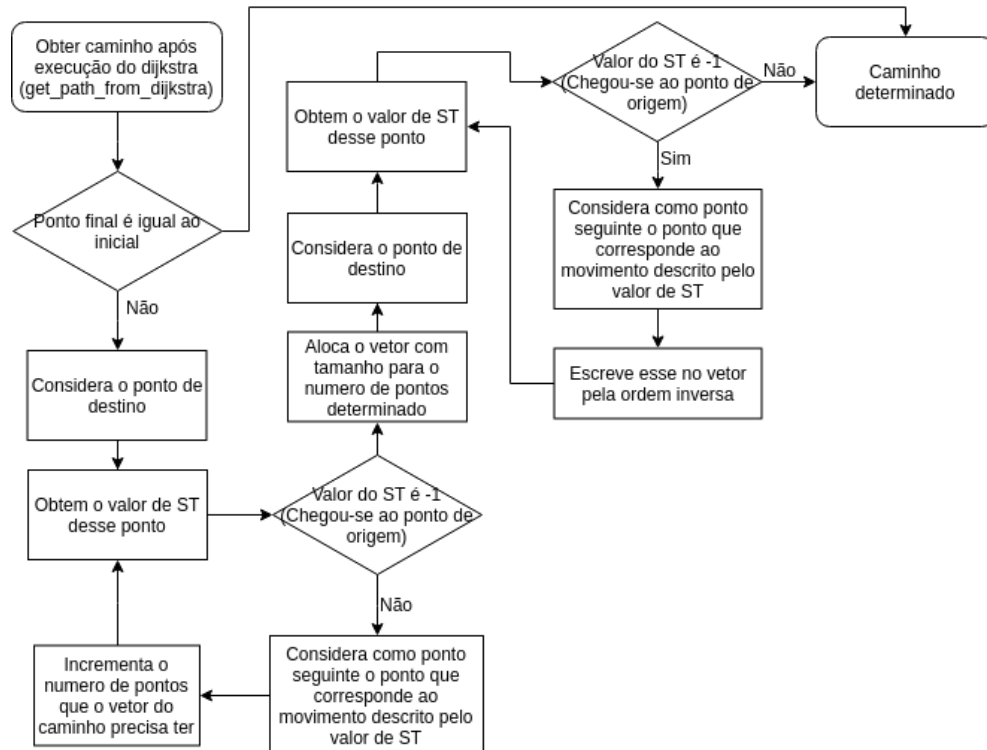 Obter caminho após
execução do dijkstra
(get_path_from_dijkstra)
Ponto final é igual ao
inicial
Não
Considera o ponto de
destino
Obtem o valor de ST
desse ponto
Valor do ST é -1
(Chegou-se ao ponto de
origem)
Não
Considera como ponto
seguinte o ponto que
corresponde ao
movimento descrito pelo
valor de ST
Incrementa o
numero de pontos
que o vetor do
caminho precisa ter
Aloca o vetor com
tamanho para o
numero de pontos
determinado
Considera o ponto de
destino
Obtem o valor de ST
desse ponto
Valor do ST é -1
(Chegou-se ao ponto de
origem)
Não
Caminho
determinado
Sim
Considera como ponto
seguinte o ponto que
corresponde ao
movimento descrito pelo
valor de ST
Escreve esse no vetor
pela ordem inversa